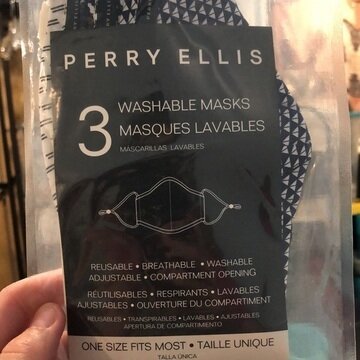 PERRY ELLIS
3 WASHABLE MASKS
MASQUES LAVABLES
MASCARILLAS LAVABLES
REUSABLE • BREATHABLE • WASHABLE
ADJUSTABLE • COMPARTMENT OPENING
RÉUTILISABLES • RESPIRANTS • LAVABLES
AJUSTABLES • OUVERTURE DU COMPARTIMENT
REUSABLES • TRANSPIRABLES • LAVABLES • AJUSTABLES
APERTURA DE COMPARTIMENTO
ONE SIZE FITS MOST • TAILLE UNIQUE
TALLA ÚNICA